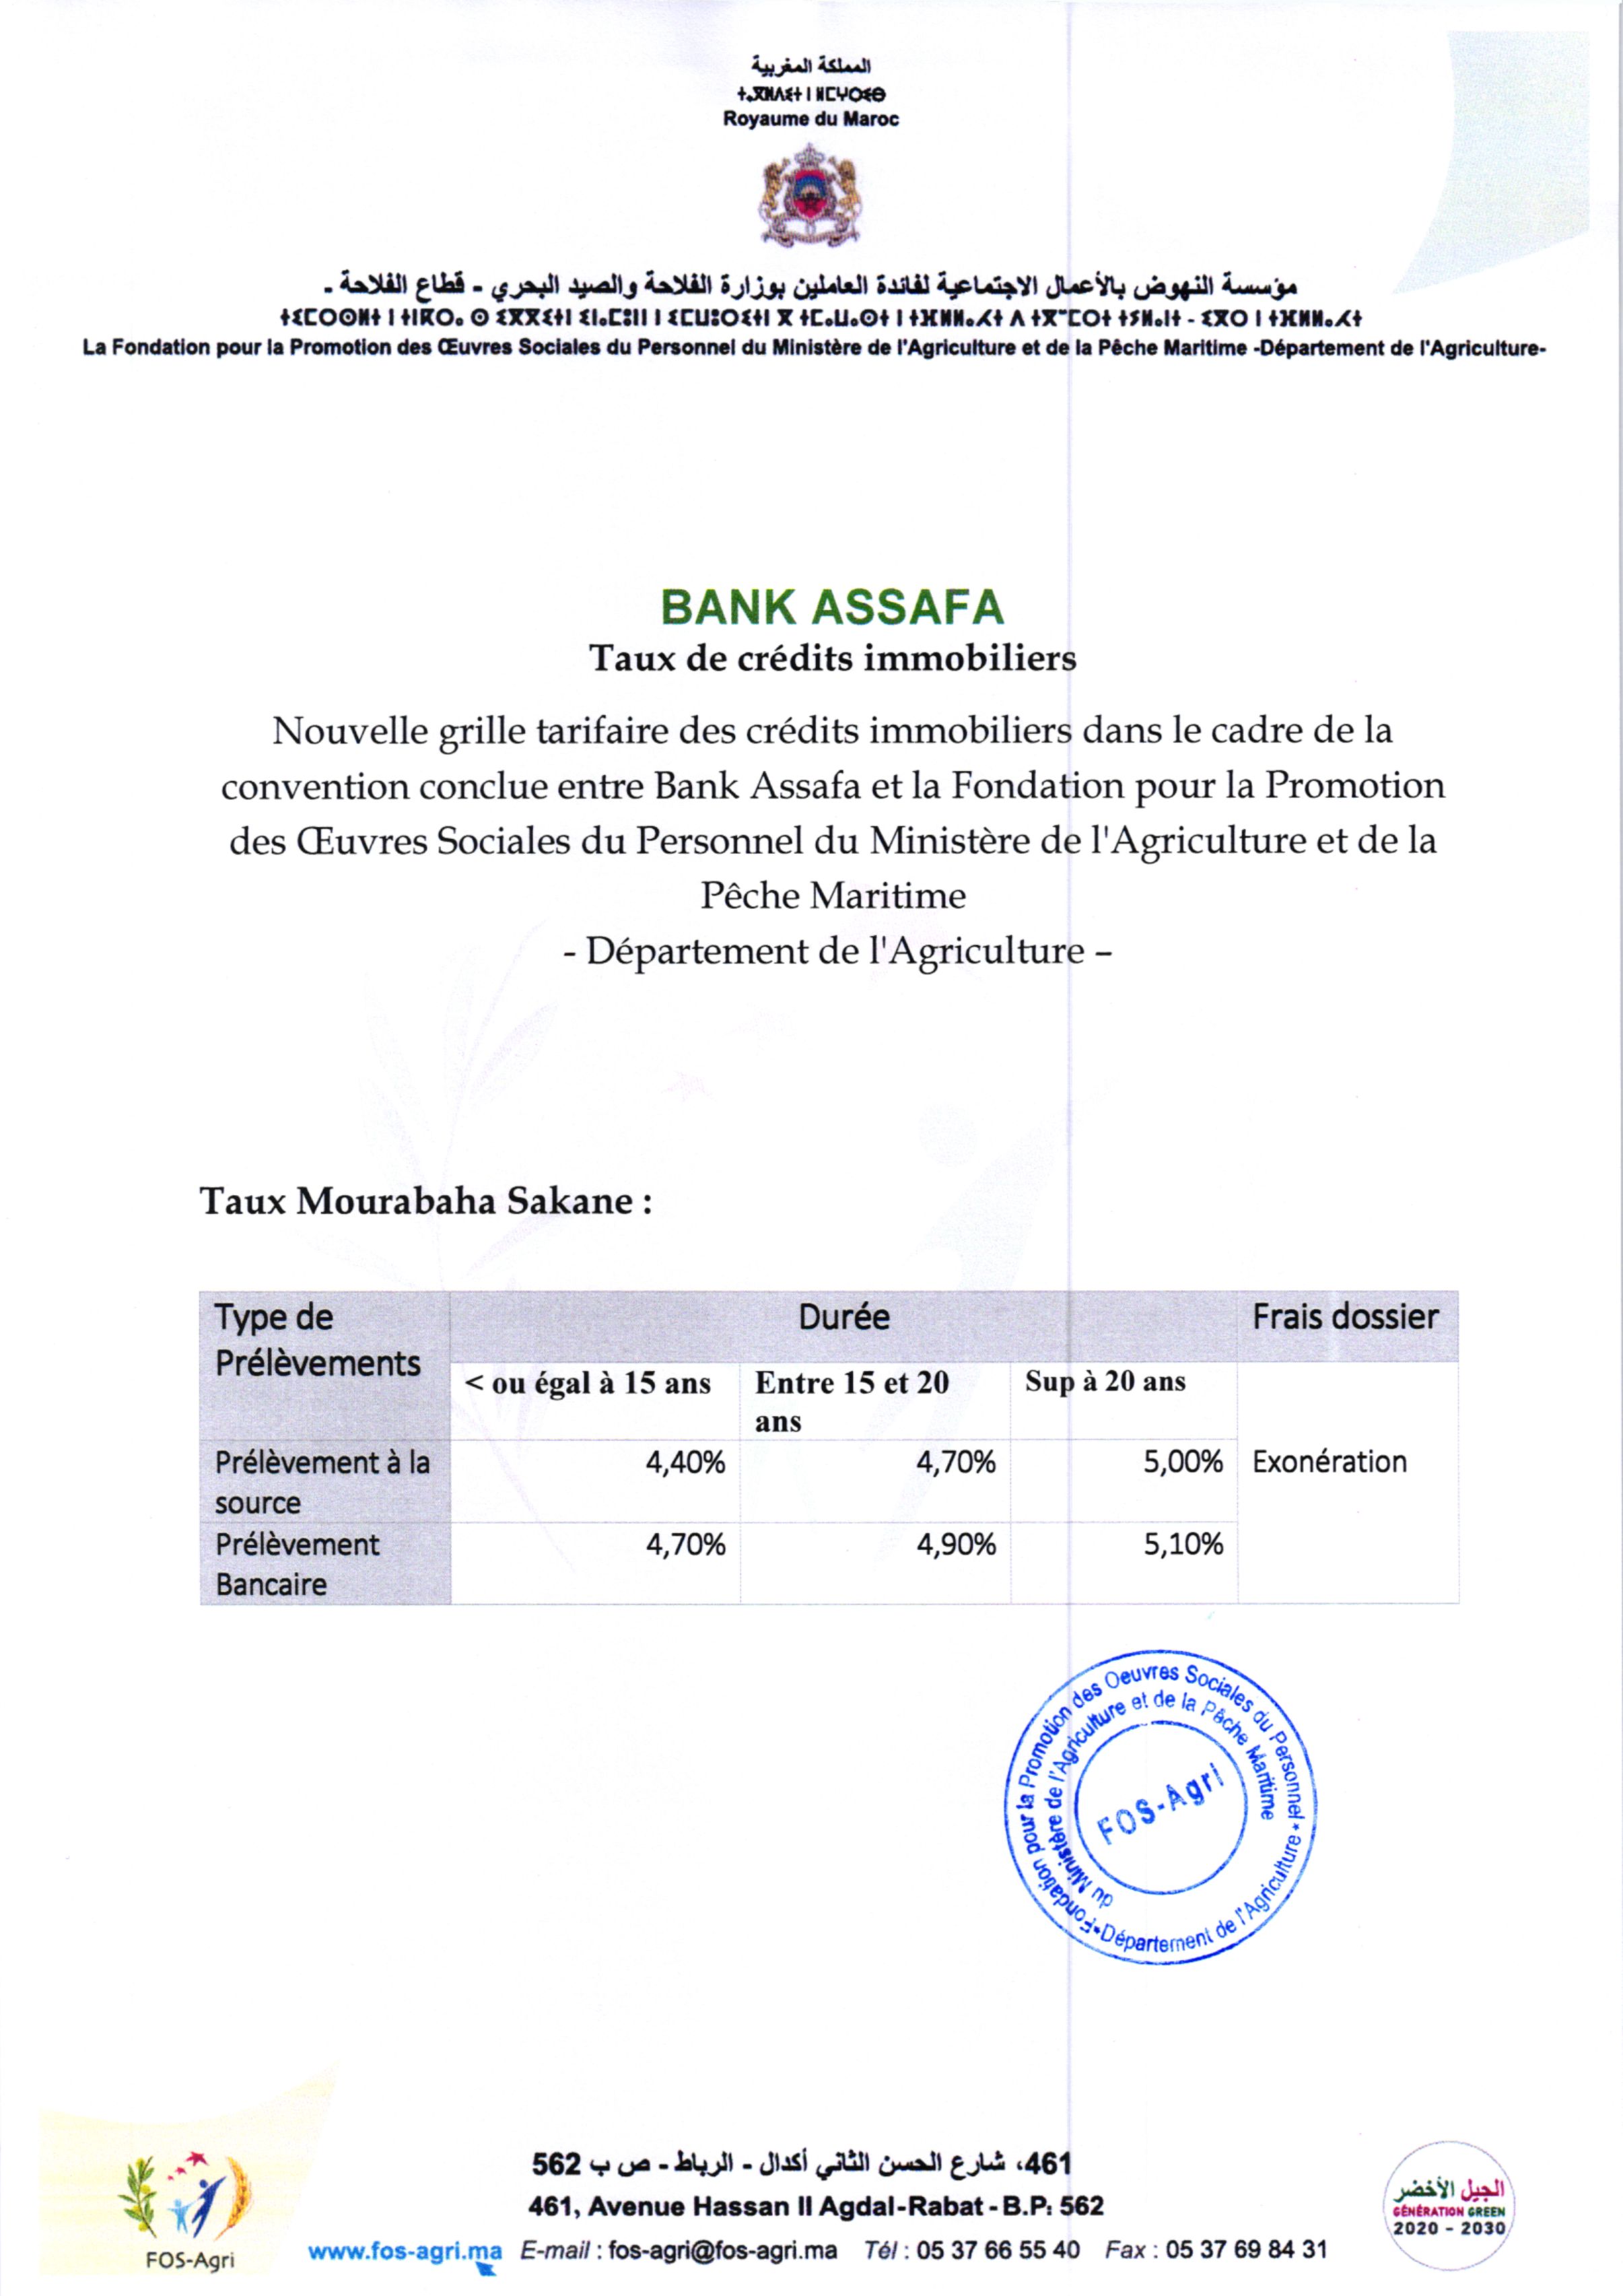 المملكة المغربية
ⵜⴰⴳⵍⴷⵉⵜ ⵏ ⵍⵎⵖⵔⵉⴱ
Royaume du Maroc
مؤسسة النهوض بالأعمال الاجتماعية لفائدة العاملين بوزارة الفلاحة والصيد البحري - قطاع الفلاحة -
La Fondation pour la Promotion des Œuvres Sociales du Personnel du Ministère de l'Agriculture et de la Pêche Maritime -Département de l'Agriculture-
BANK ASSAFA
Taux de crédits immobiliers
Nouvelle grille tarifaire des crédits immobiliers dans le cadre de la
convention conclue entre Bank Assafa et la Fondation pour la Promotion
des Œuvres Sociales du Personnel du Ministère de l'Agriculture et de la
Pêche Maritime
- Département de l'Agriculture –
Taux Mourabaha Sakane :
Type de Prélèvements Durée Frais dossier
< ou égal à 15 ans Entre 15 et 20 ans Sup à 20 ans
Prélèvement à la source 4,40% 4,70% 5,00% Exonération
Prélèvement Bancaire 4,70% 4,90% 5,10%
Fondation pour la Promotion des Oeuvres Sociales du Personnel
du Ministère de l'Agriculture et de la Pêche Maritime
* Département de l'Agriculture *
FOS-Agri
461، شارع الحسن الثاني أكدال - الرباط - ص ب 562
461, Avenue Hassan II Agdal-Rabat - B.P: 562
www.fos-agri.ma E-mail : fos-agri@fos-agri.ma Tél : 05 37 66 55 40 Fax : 05 37 69 84 31
FOS-Agri
الجيل الأخضر
GÉNÉRATION GREEN
2020 - 2030